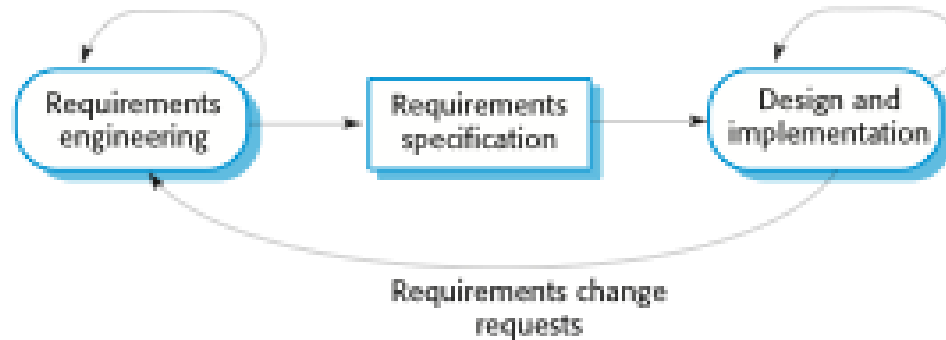 Requirements
engineering
Requirements
specification
Design and
implementation
Requirements change
requests